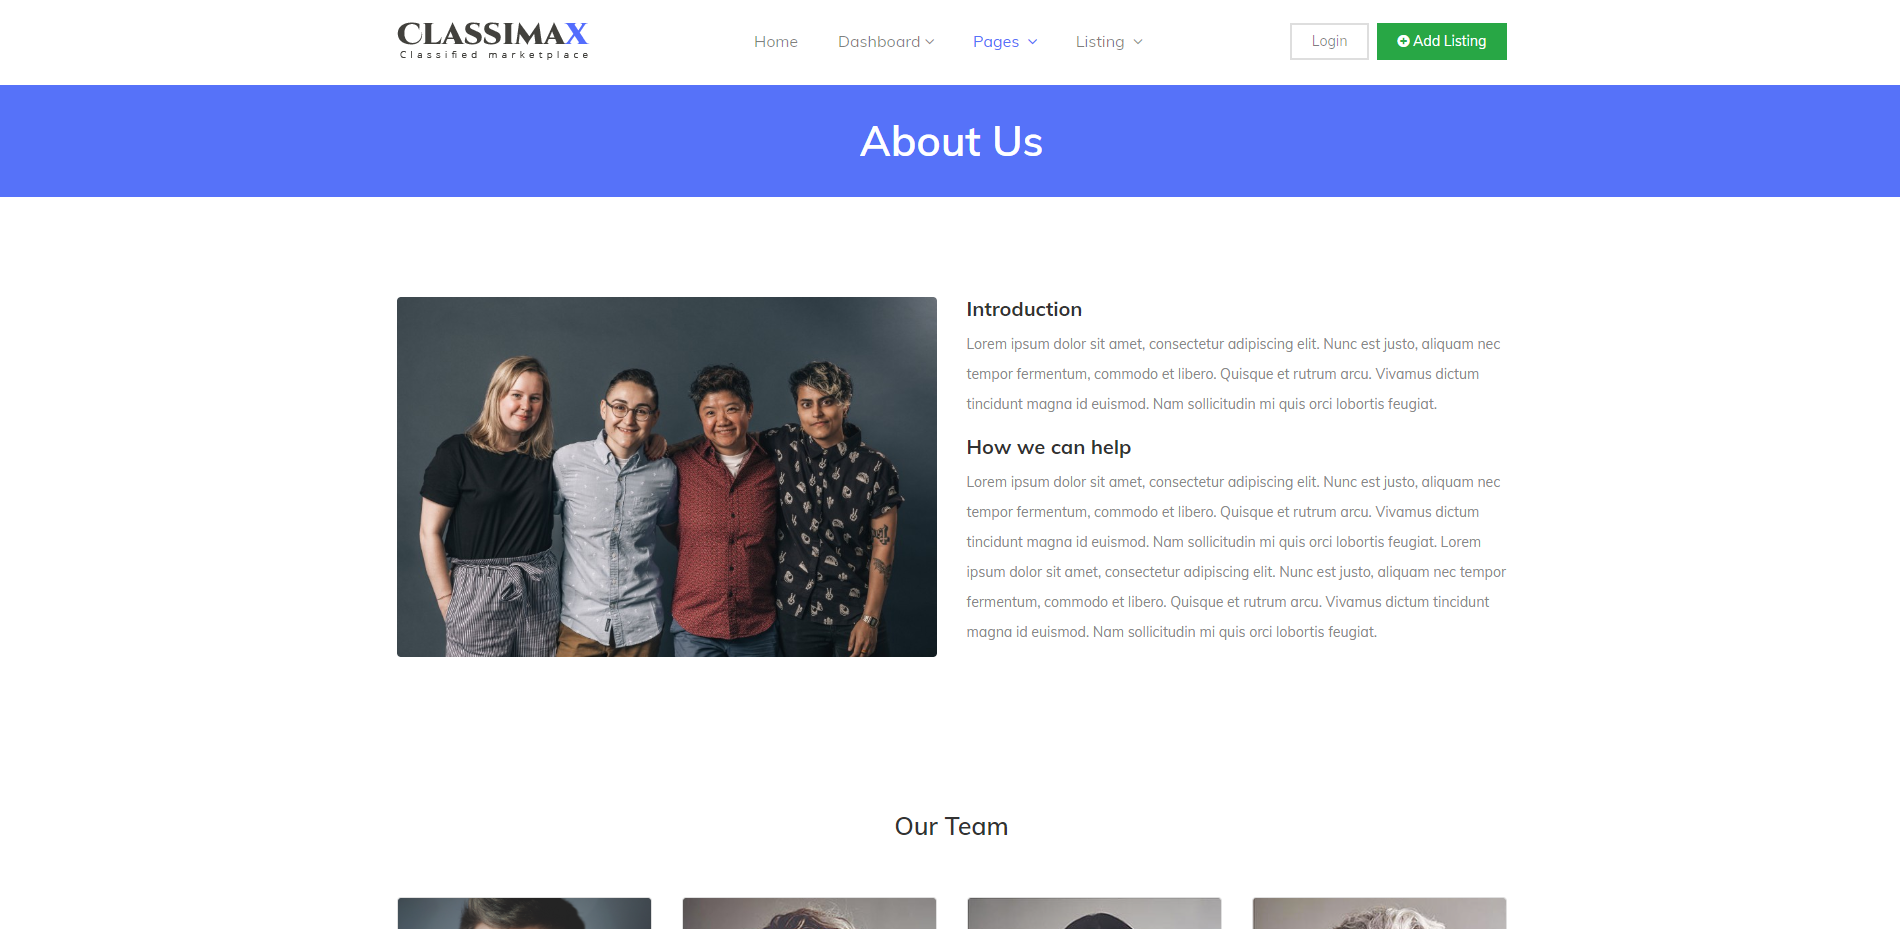 CLASSIMAX
Classified marketplace
Home
Dashboard
Pages
Listing
Login
Add Listing
About Us
Introduction
Lorem ipsum dolor sit amet, consectetur adipiscing elit. Nunc est justo, aliquam nec
tempor fermentum, commodo et libero. Quisque et rutrum arcu. Vivamus dictum
tincidunt magna id euismod. Nam sollicitudin mi quis orci lobortis feugiat.
How we can help
Lorem ipsum dolor sit amet, consectetur adipiscing elit. Nunc est justo, aliquam nec
tempor fermentum, commodo et libero. Quisque et rutrum arcu. Vivamus dictum
tincidunt magna id euismod. Nam sollicitudin mi quis orci lobortis feugiat. Lorem
ipsum dolor sit amet, consectetur adipiscing elit. Nunc est justo, aliquam nec tempor
fermentum, commodo et libero. Quisque et rutrum arcu. Vivamus dictum tincidunt
magna id euismod. Nam sollicitudin mi quis orci lobortis feugiat.
Our Team